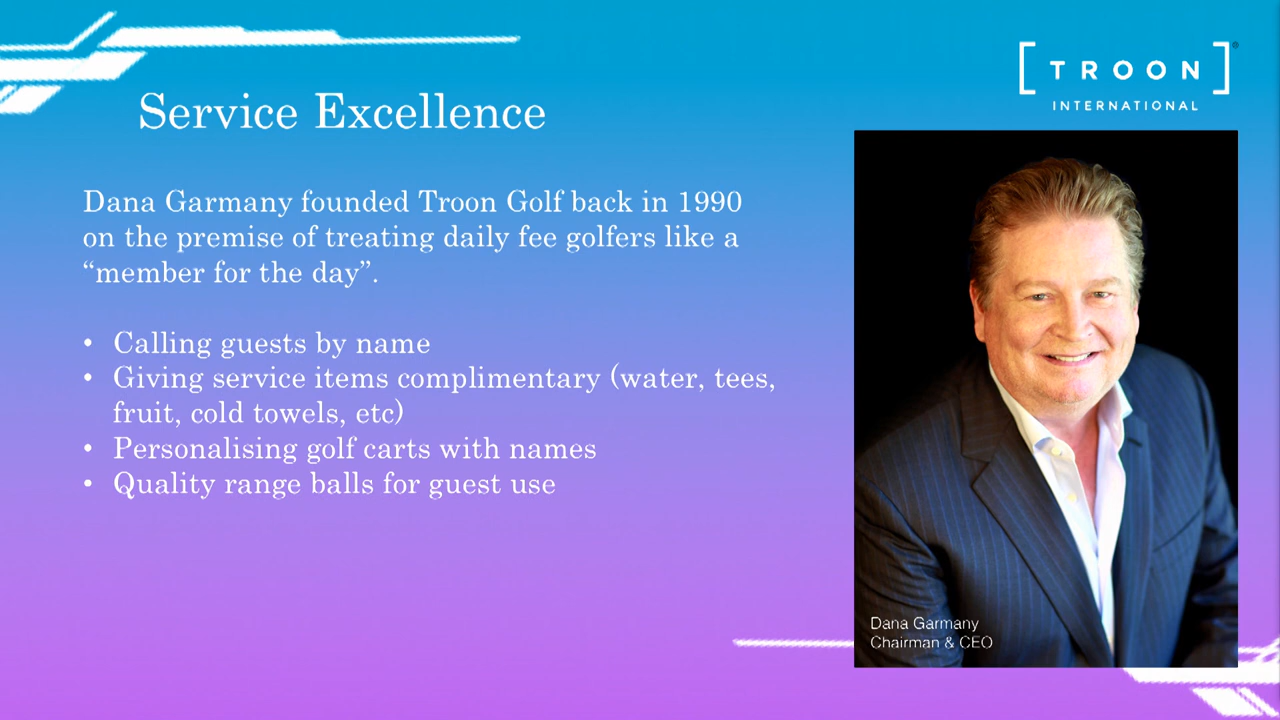 [ TROON ]®
INTERNATIONAL
Service Excellence
Dana Garmany founded Troon Golf back in 1990
on the premise of treating daily fee golfers like a
“member for the day”.
• Calling guests by name
• Giving service items complimentary (water, tees,
fruit, cold towels, etc)
• Personalising golf carts with names
• Quality range balls for guest use
Dana Garmany
Chairman & CEO